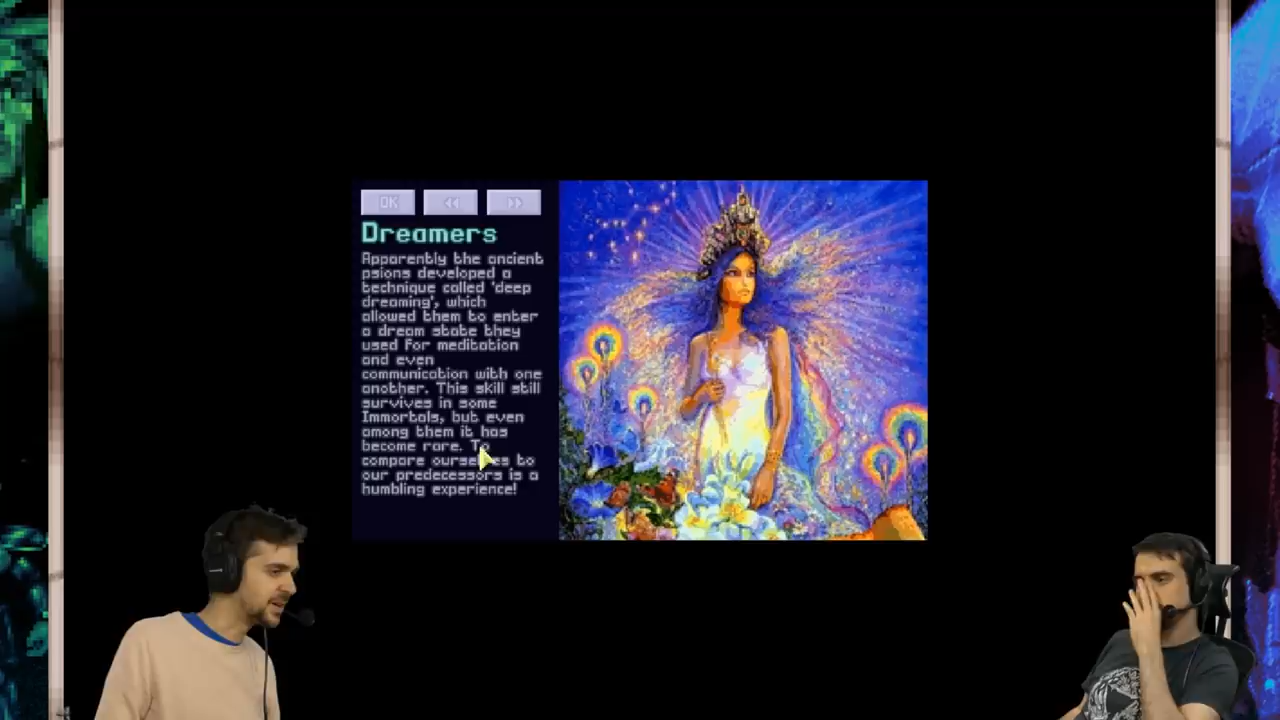 OK
Dreamers
Apparently the ancient
psions developed a
technique called 'deep
dreaming', which
allowed them to enter
a dream state they
used for meditation
and even
communication with one
another. This skill still
survives in some
Immortals, but even
among them it has
become rare. To
compare ourselves to
our predecessors is a
humbling experience!